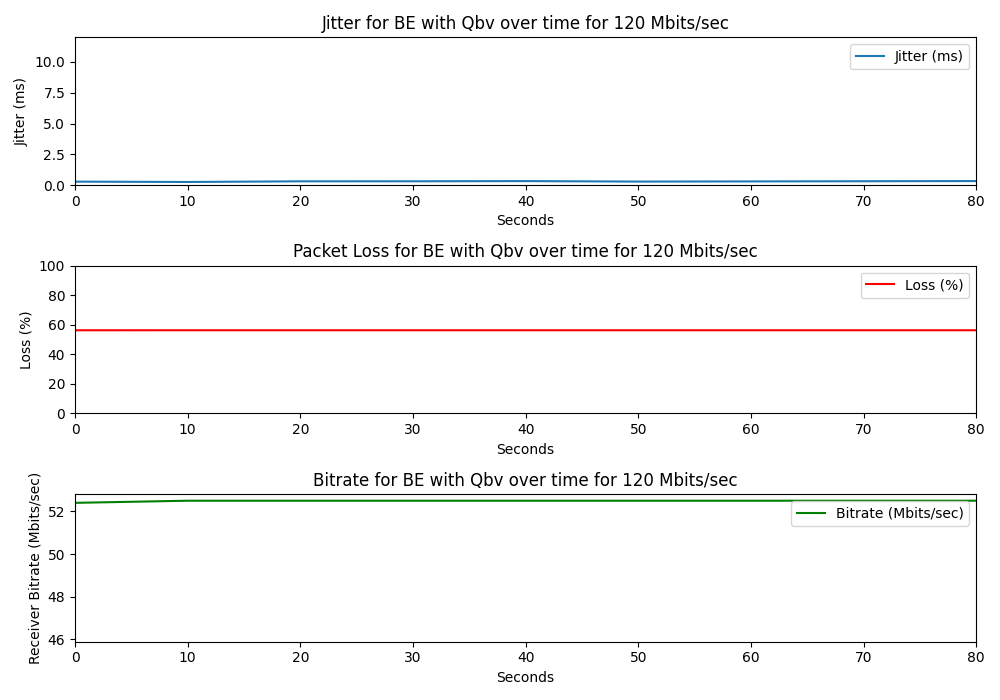 Jitter for BE with Qbv over time for 120 Mbits/sec
Jitter (ms)
10.0
7.5
5.0
2.5
0.0
Jitter (ms)
0 10 20 30 40 50 60 70 80
Seconds
Packet Loss for BE with Qbv over time for 120 Mbits/sec
Loss (%)
100
80
60
40
20
0
Loss (%)
0 10 20 30 40 50 60 70 80
Seconds
Bitrate for BE with Qbv over time for 120 Mbits/sec
Receiver Bitrate (Mbits/sec)
52
50
48
46
Bitrate (Mbits/sec)
0 10 20 30 40 50 60 70 80
Seconds